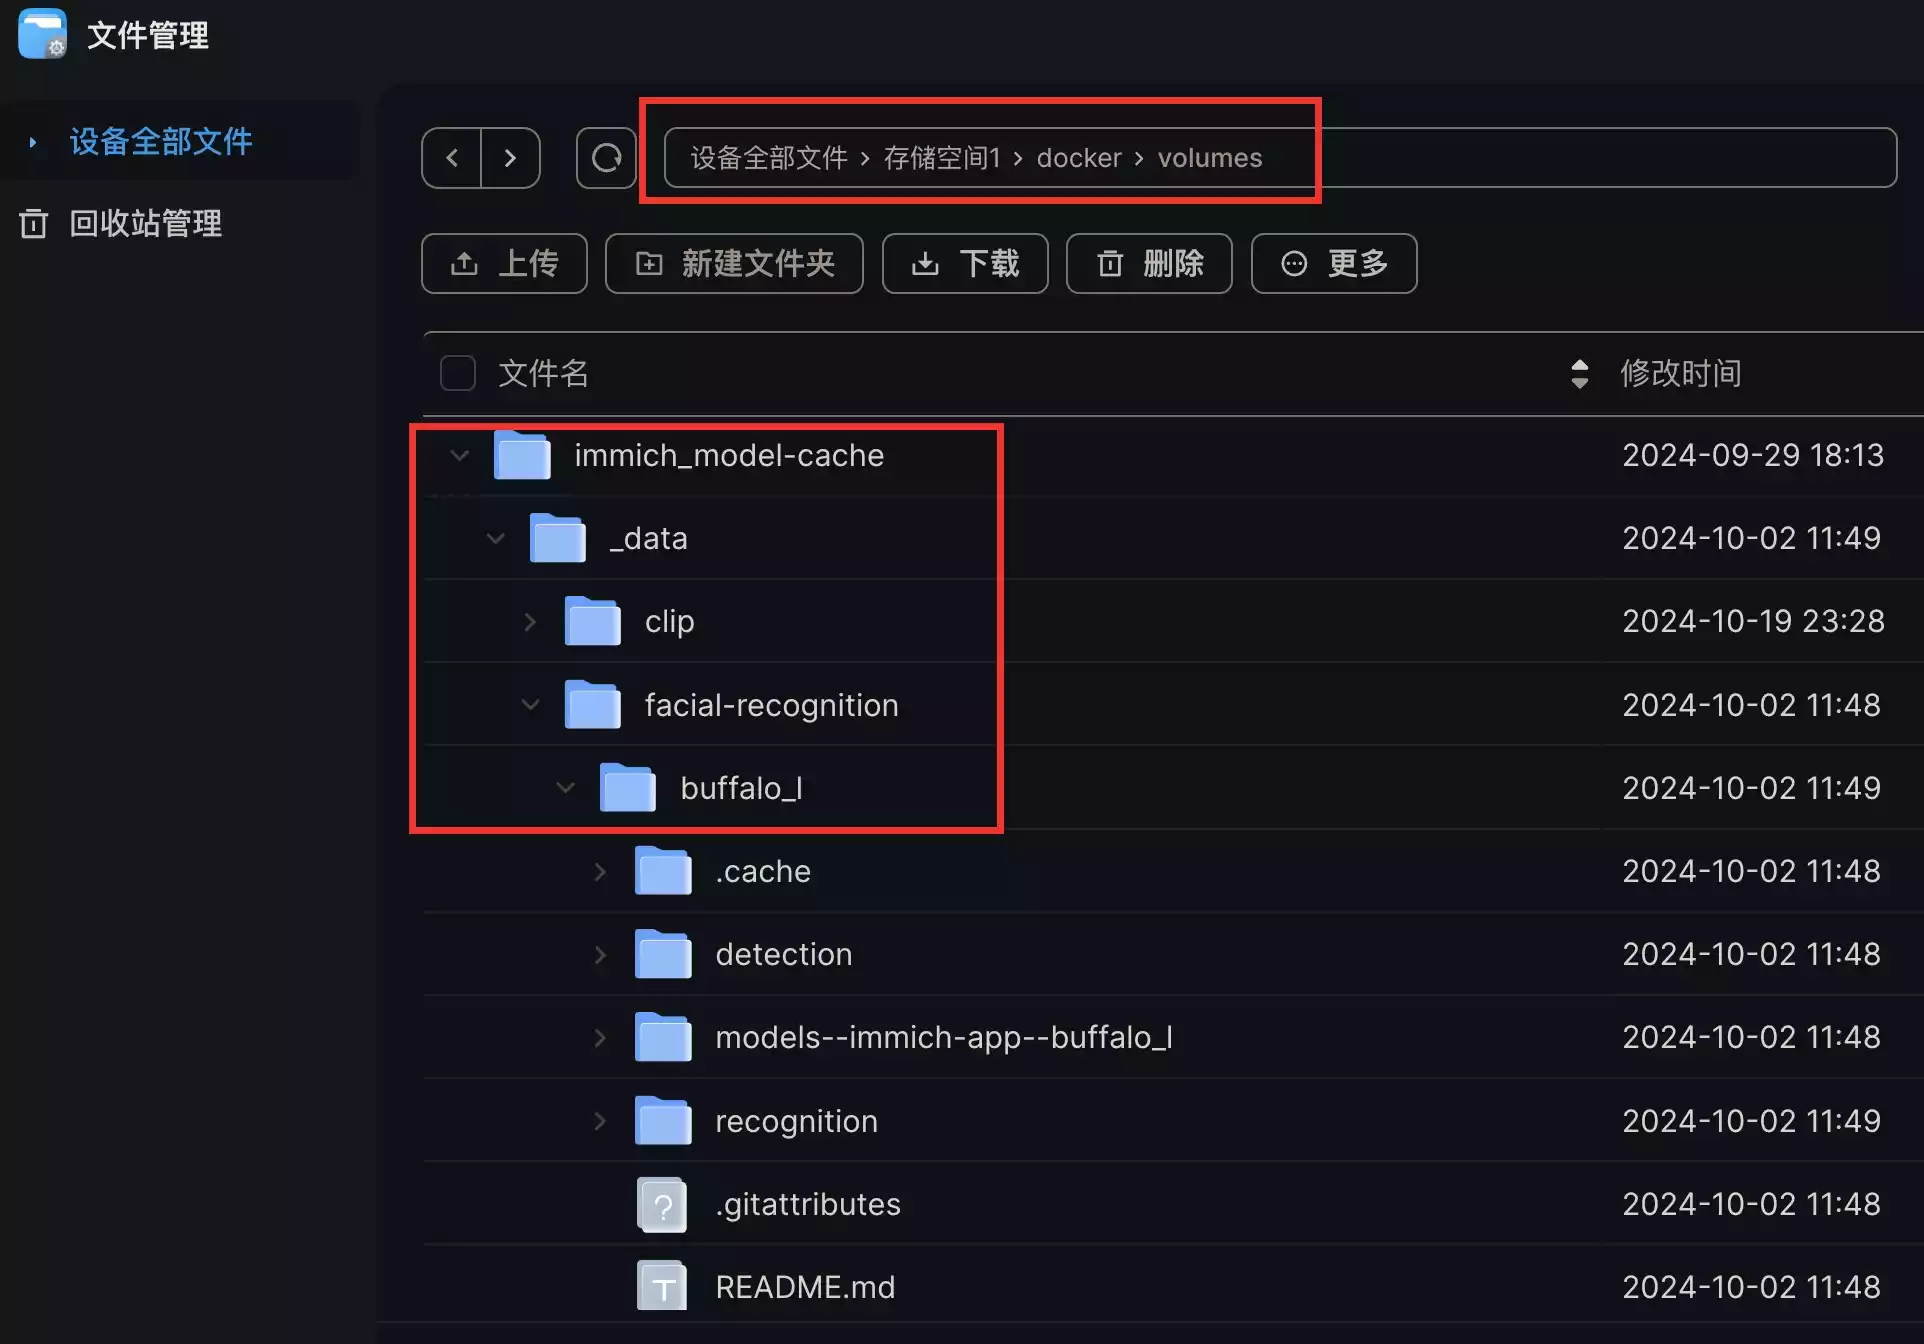 文件管理
设备全部文件
回收站管理
设备全部文件 › 存储空间1 › docker › volumes
上传 新建文件夹 下载 删除 更多
文件名 修改时间
immich_model-cache 2024-09-29 18:13
_data 2024-10-02 11:49
clip 2024-10-19 23:28
facial-recognition 2024-10-02 11:48
buffalo_l 2024-10-02 11:49
.cache 2024-10-02 11:48
detection 2024-10-02 11:48
models--immich-app--buffalo_l 2024-10-02 11:48
recognition 2024-10-02 11:49
.gitattributes 2024-10-02 11:48
README.md 2024-10-02 11:48